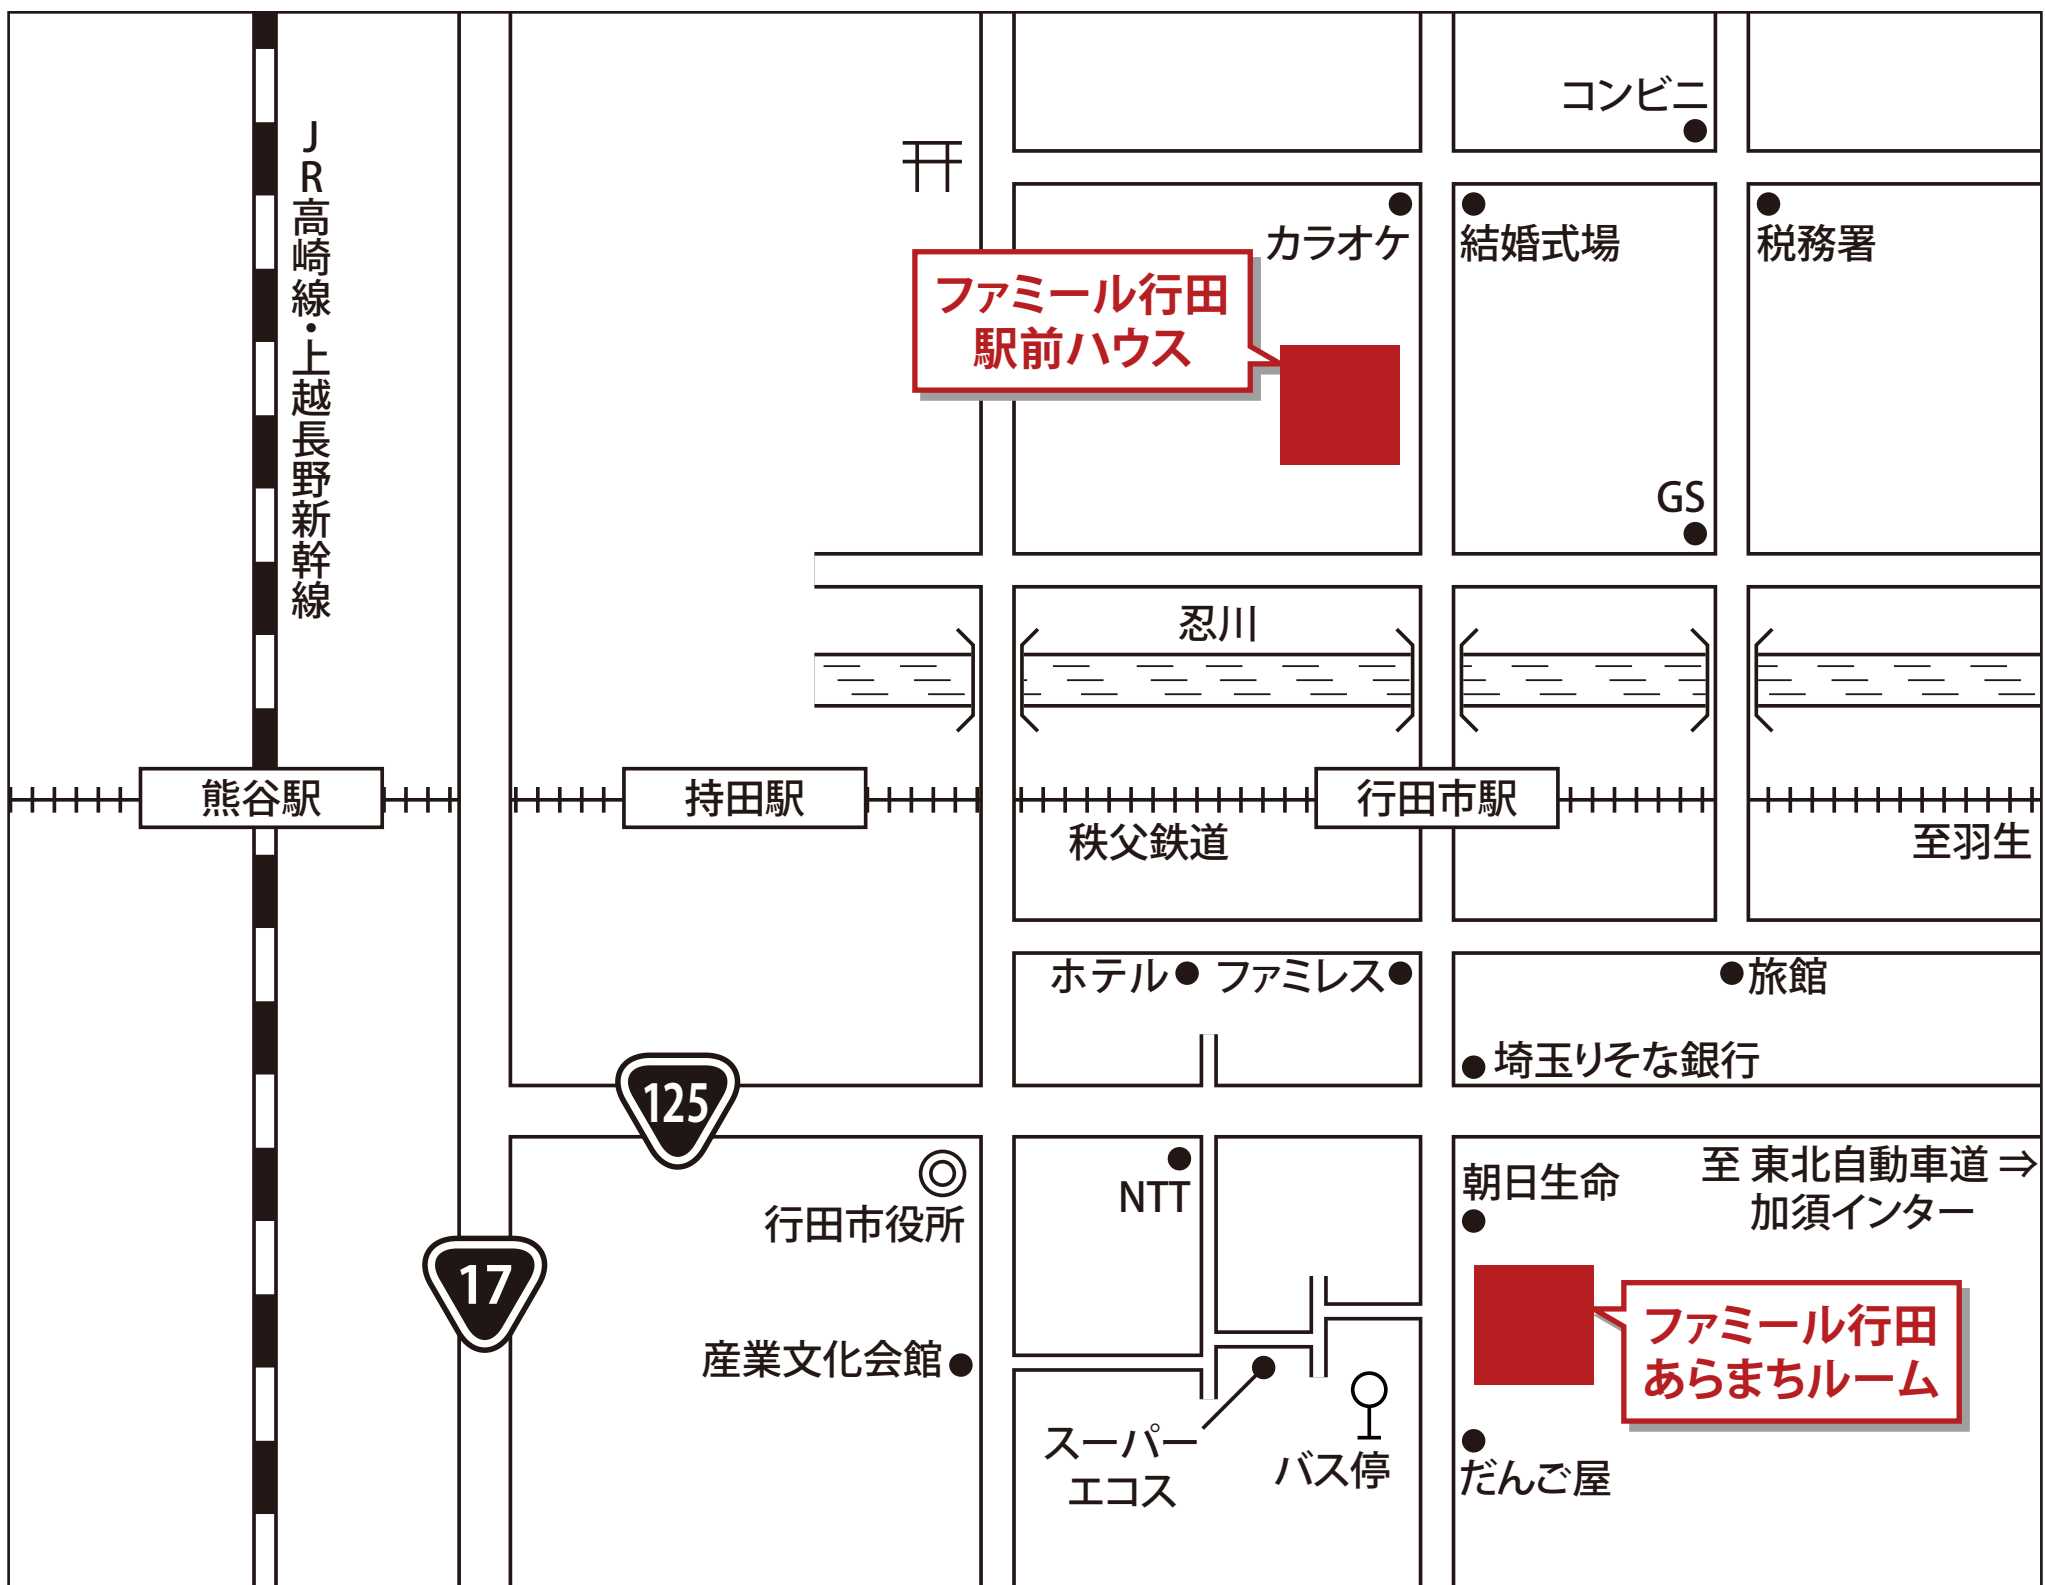 コンビニ
JR高崎線・上越長野新幹線
カラオケ
結婚式場
税務署
ファミール行田
駅前ハウス
GS
忍川
熊谷駅
持田駅
行田市駅
秩父鉄道
至羽生
ホテル
ファミレス
旅館
埼玉りそな銀行
125
NTT
朝日生命
至 東北自動車道⇒
加須インター
行田市役所
17
ファミール行田
あらまちルーム
産業文化会館
スーパー
エコス
バス停
だんご屋